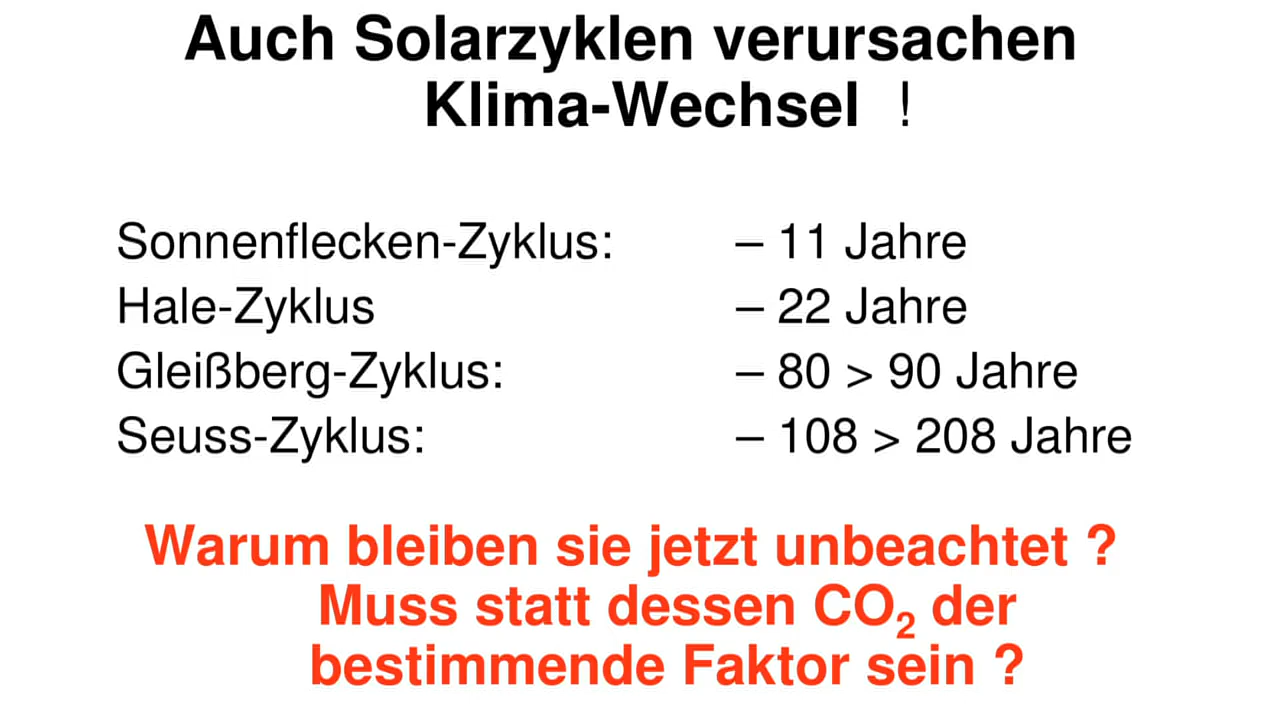 Auch Solarzyklen verursachen
Klima-Wechsel !
Sonnenflecken-Zyklus: – 11 Jahre
Hale-Zyklus – 22 Jahre
Gleißberg-Zyklus: – 80 > 90 Jahre
Seuss-Zyklus: – 108 > 208 Jahre
Warum bleiben sie jetzt unbeachtet ?
Muss statt dessen CO₂ der
bestimmende Faktor sein ?